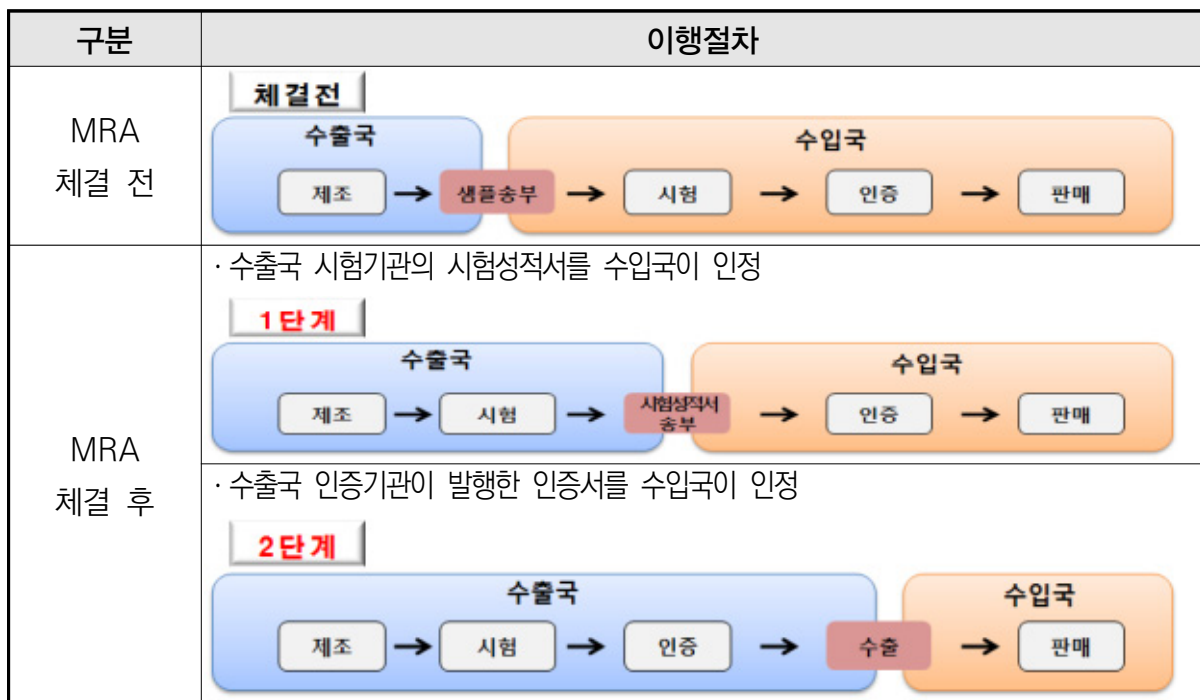 구분 이행절차
MRA
체결 전
체결전
수출국 수입국
제조 → 샘플송부 → 시험 → 인증 → 판매
MRA
체결 후
· 수출국 시험기관의 시험성적서를 수입국이 인정
1단계
수출국 수입국
제조 → 시험 → 시험성적서 송부 → 인증 → 판매
· 수출국 인증기관이 발행한 인증서를 수입국이 인정
2단계
수출국 수입국
제조 → 시험 → 인증 → 수출 → 판매